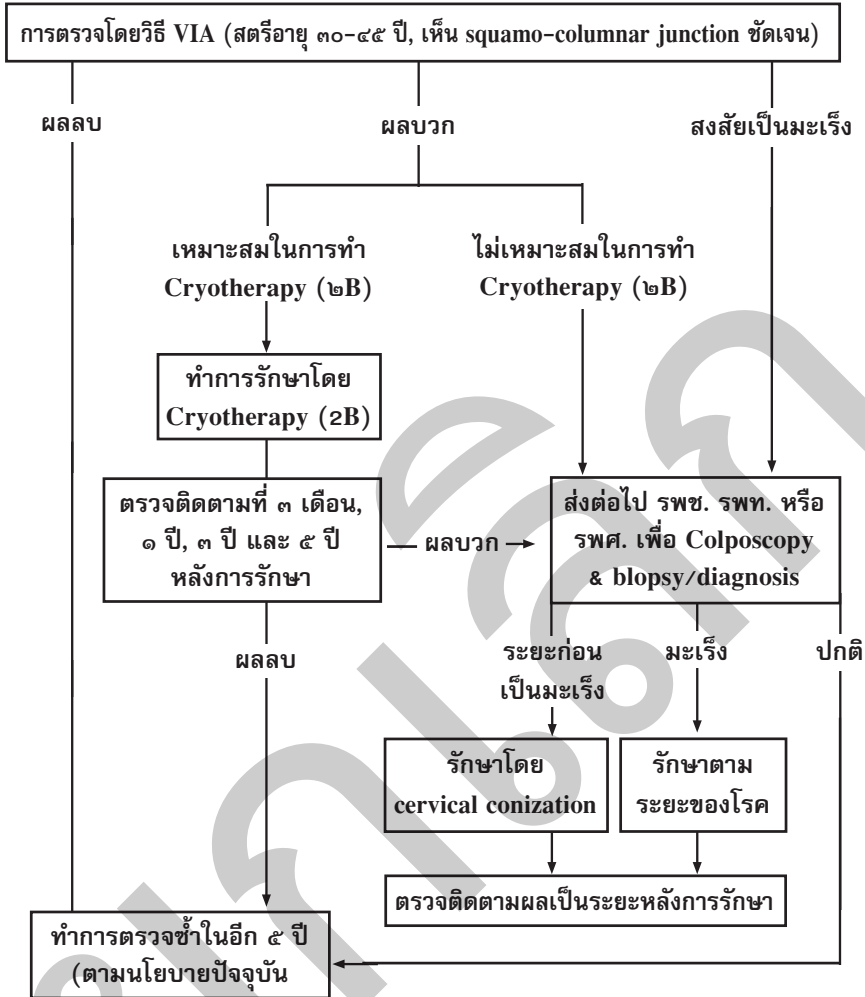 การตรวจโดยวิธี VIA (สตรีอายุ ๓๐-๔๕ ปี, เห็น squamo-columnar junction ชัดเจน)
ผลลบ
ผลบวก
สงสัยเป็นมะเร็ง
เหมาะสมในการทำ
Cryotherapy (๒B)
ไม่เหมาะสมในการทำ
Cryotherapy (๒B)
ทำการรักษาโดย
Cryotherapy (2B)
ตรวจติดตามที่ ๓ เดือน,
๑ ปี, ๓ ปี และ ๕ ปี
หลังการรักษา
ผลบวก
ส่งต่อไป รพช. รพท. หรือ
รพศ. เพื่อ Colposcopy
& blopsy/diagnosis
ผลลบ
ระยะก่อน
เป็นมะเร็ง
มะเร็ง
ปกติ
รักษาโดย
cervical conization
รักษาตาม
ระยะของโรค
ตรวจติดตามผลเป็นระยะหลังการรักษา
ทำการตรวจซ้ำในอีก ๕ ปี
(ตามนโยบายปัจจุบัน